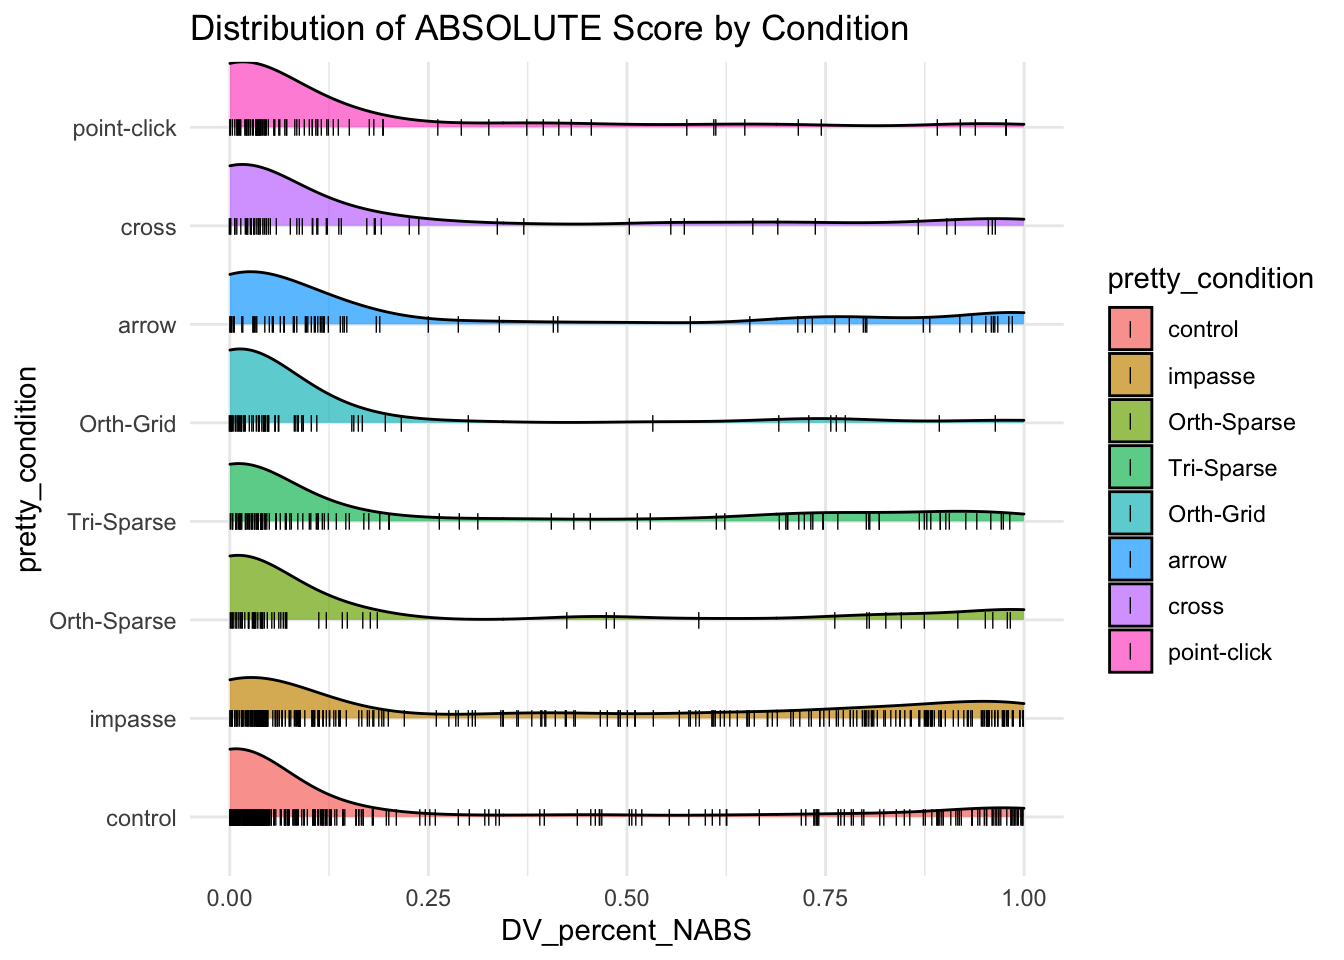 Distribution of ABSOLUTE Score by Condition
pretty_condition
point-click
cross
arrow
Orth-Grid
Tri-Sparse
Orth-Sparse
impasse
control
0.00 0.25 0.50 0.75 1.00
DV_percent_NABS
pretty_condition
control
impasse
Orth-Sparse
Tri-Sparse
Orth-Grid
arrow
cross
point-click